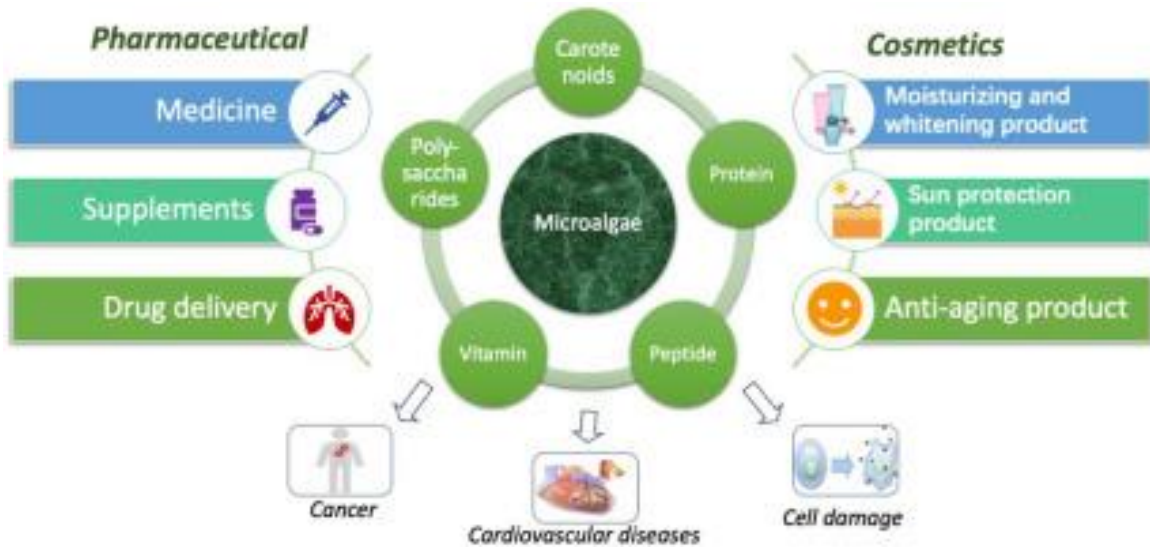 Pharmaceutical
Medicine
Supplements
Drug delivery
Carote
noids
Poly-
saccha
rides
Protein
Microalgae
Vitamin
Peptide
Cosmetics
Moisturizing and
whitening product
Sun protection
product
Anti-aging product
Cancer
Cardiovascular diseases
Cell damage